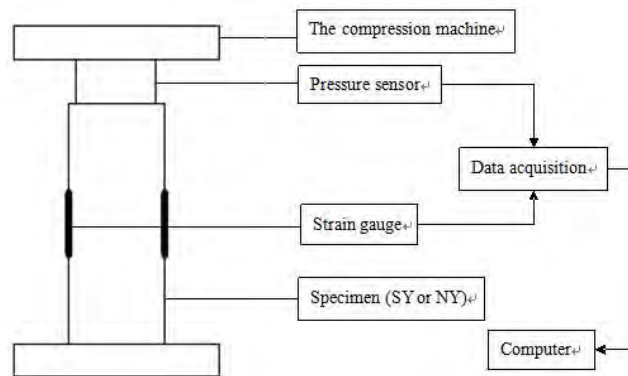 The compression machine
Pressure sensor
Data acquisition
Strain gauge
Specimen (SY or NY)
Computer